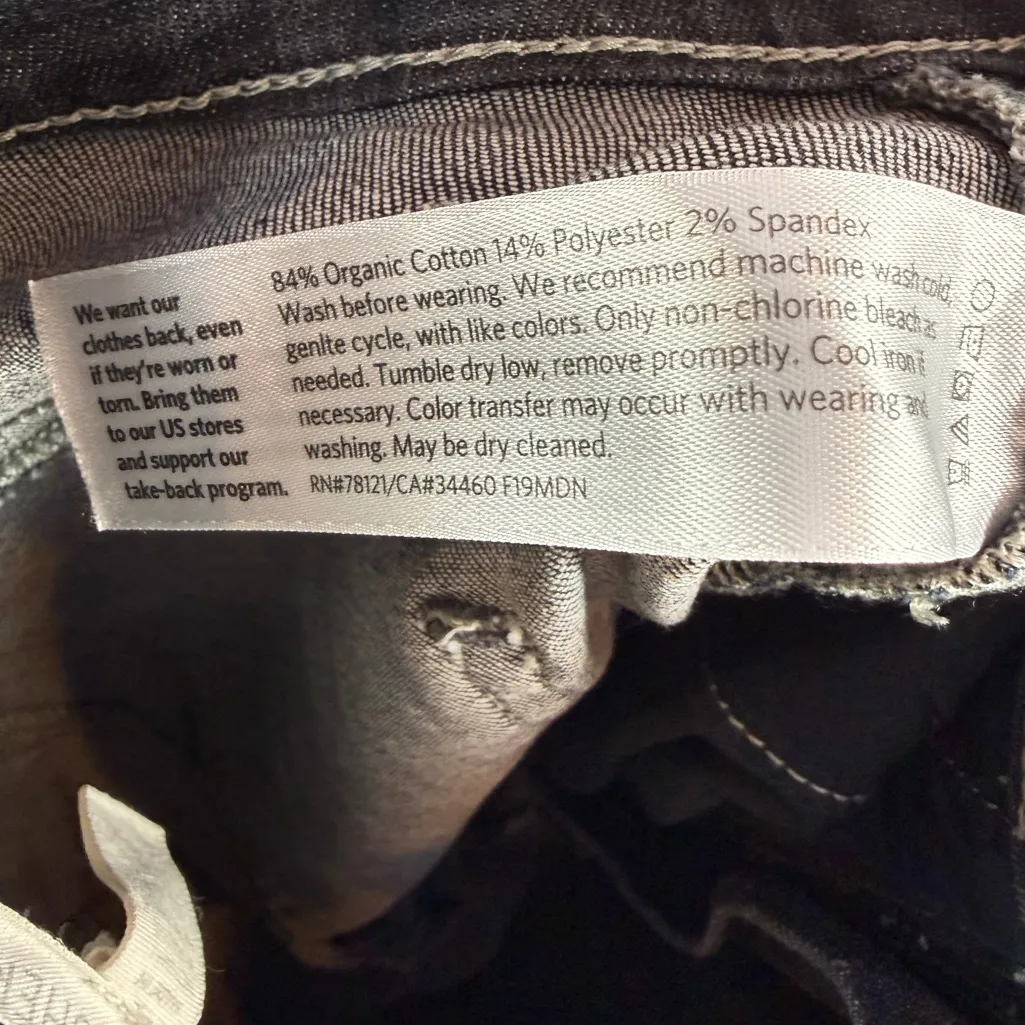 We want our
clothes back, even
if they're worn or
torn. Bring them
to our US stores
and support our
take-back program.
84% Organic Cotton 14% Polyester 2% Spandex
Wash before wearing. We recommend machine wash cold,
genlte cycle, with like colors. Only non-chlorine bleach as
needed. Tumble dry low, remove promptly. Cool iron if
necessary. Color transfer may occur with wearing and
washing. May be dry cleaned.
RN#78121/CA#34460 F19MDN